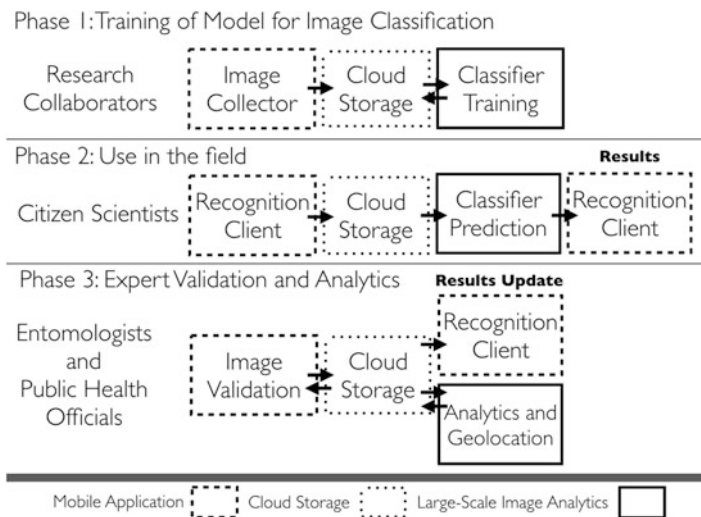 Phase 1: Training of Model for Image Classification
Research
Collaborators
Image
Collector
Cloud
Storage
Classifier
Training
Phase 2: Use in the field
Results
Citizen Scientists
Recognition
Client
Cloud
Storage
Classifier
Prediction
Recognition
Client
Phase 3: Expert Validation and Analytics
Results Update
Entomologists
and
Public Health
Officials
Image
Validation
Cloud
Storage
Recognition
Client
Analytics and
Geolocation
Mobile Application
Cloud Storage
Large-Scale Image Analytics